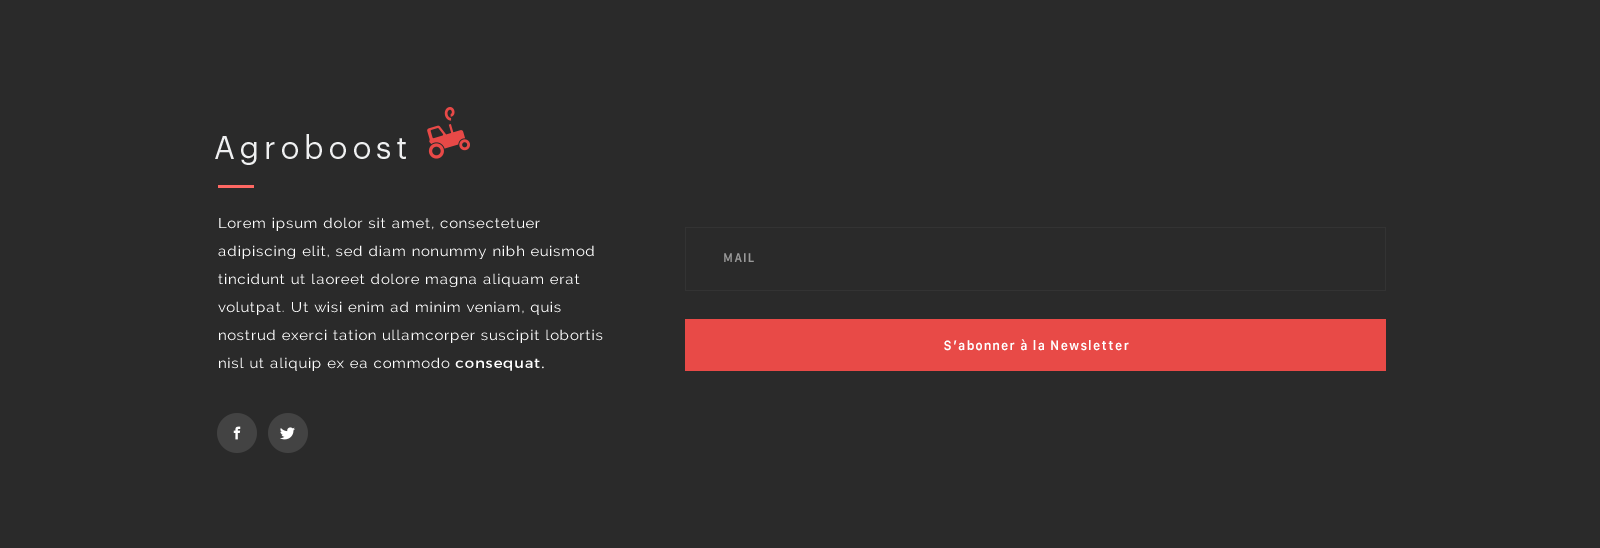 Agroboost
Lorem ipsum dolor sit amet, consectetuer
adipiscing elit, sed diam nonummy nibh euismod
tincidunt ut laoreet dolore magna aliquam erat
volutpat. Ut wisi enim ad minim veniam, quis
nostrud exerci tation ullamcorper suscipit lobortis
nisl ut aliquip ex ea commodo consequat.
MAIL
S'abonner à la Newsletter